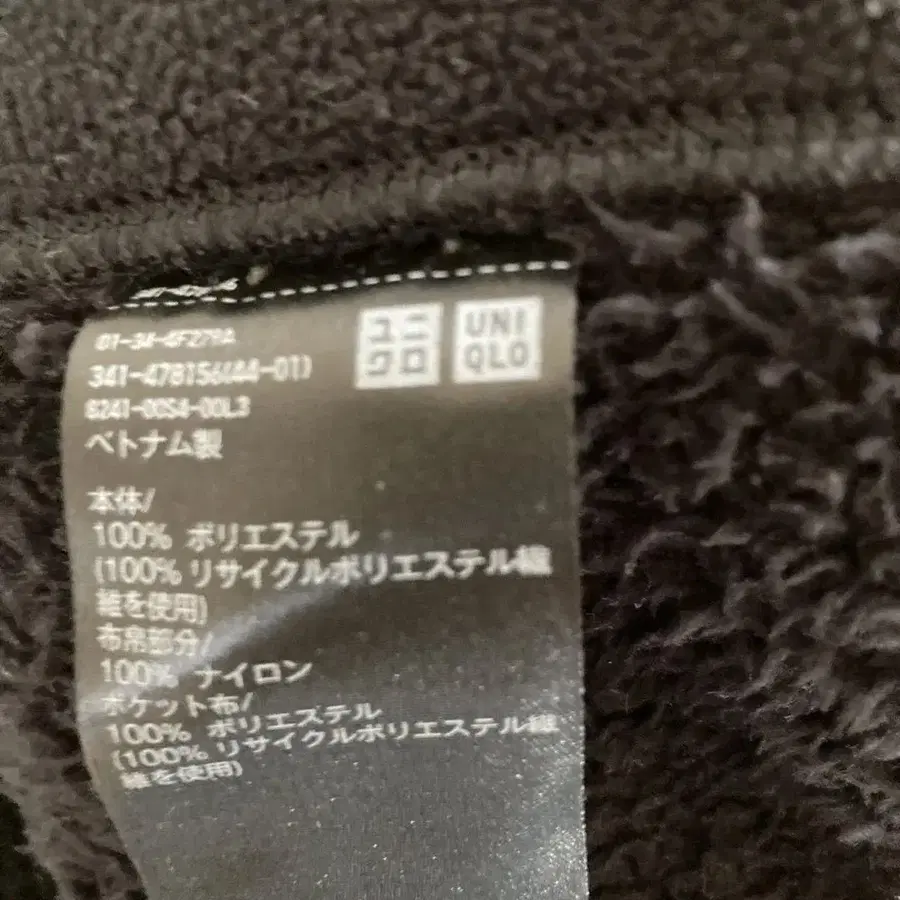 ユニ
クロ
UNI
QLO
01-34-4F279A
341-478156(44-01)
8241-00S4-00L3
ベトナム製
本体/
100% ポリエステル
(100% リサイクルポリエステル繊
維を使用)
布帛部分/
100% ナイロン
ポケット布/
100% ポリエステル
(100% リサイクルポリエステル繊
維を使用)